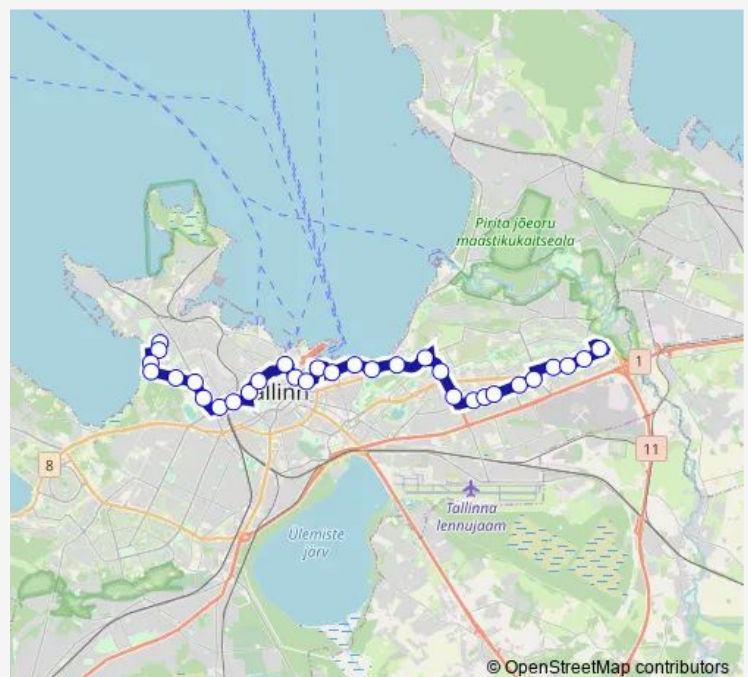 Pirita jõeoru
maastikukaitseala
1
allinn
11
8
Tallinna
lennujaam
Ülemiste
järv
© OpenStreetMap contributors